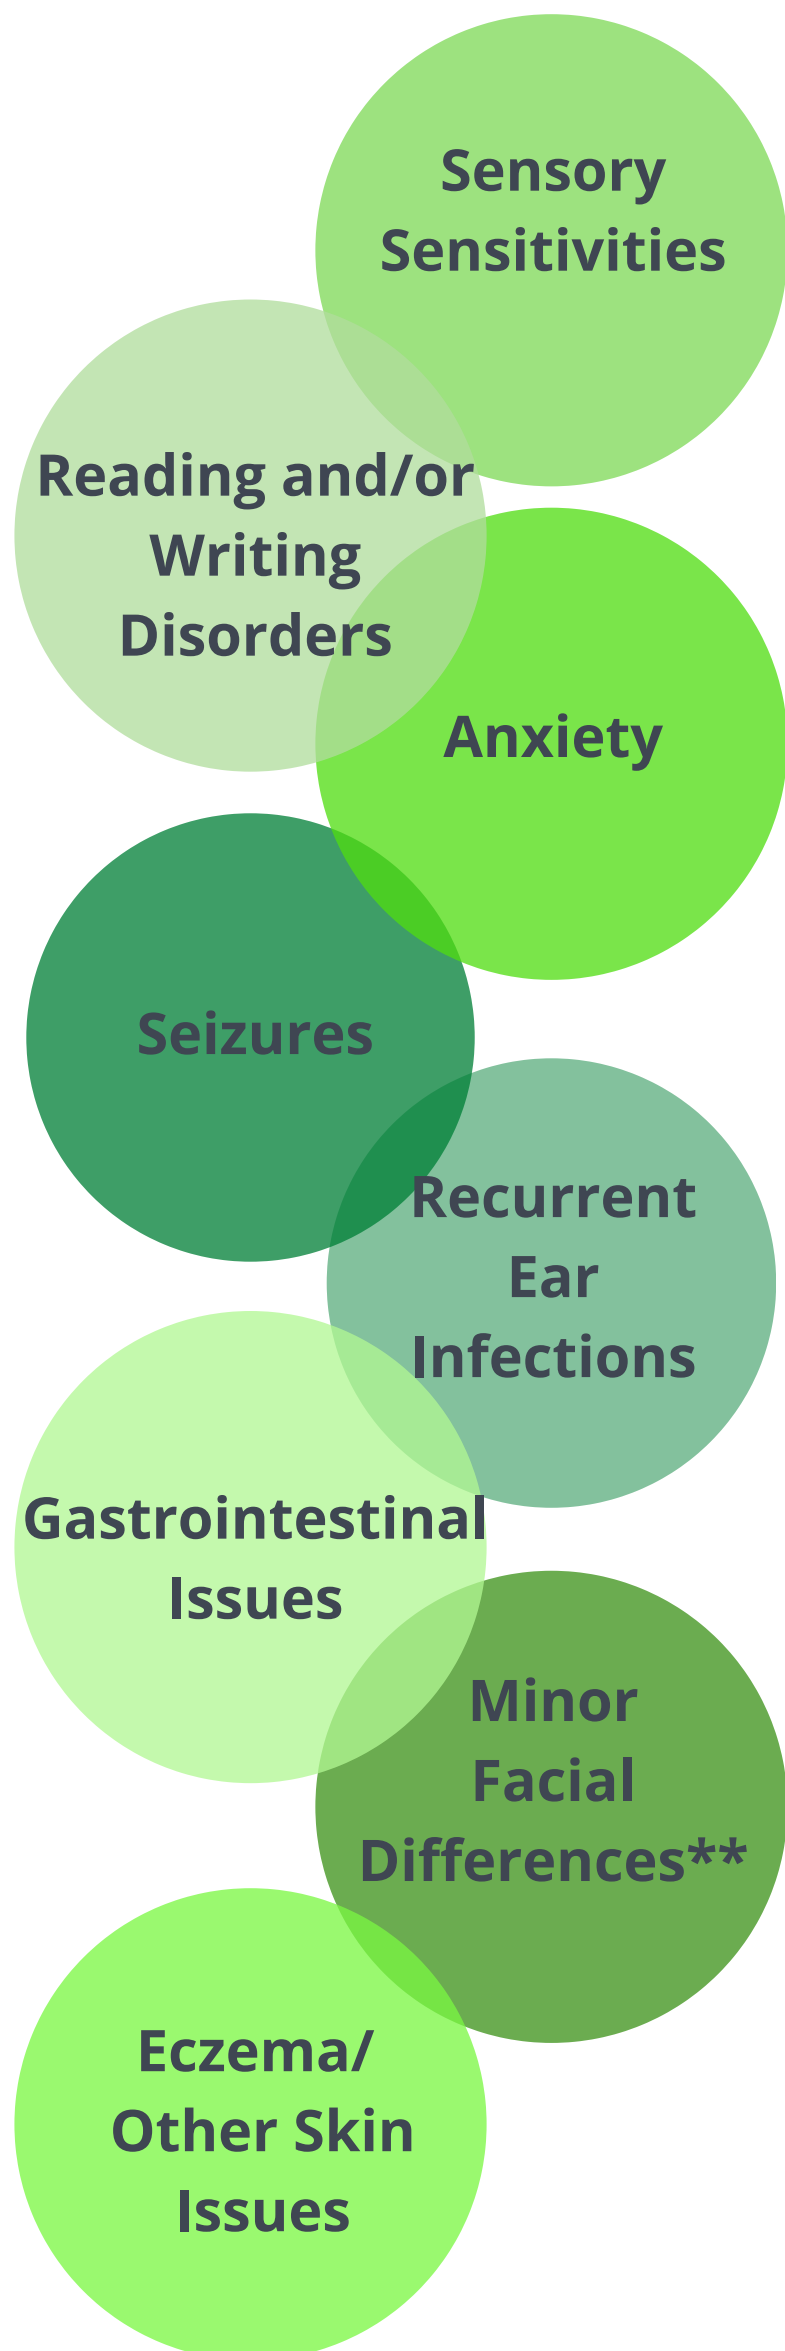 Sensory
Sensitivities
Reading and/or
Writing
Disorders
Anxiety
Seizures
Recurrent
Ear
Infections
Gastrointestinal
Issues
Minor
Facial
Differences**
Eczema/
Other Skin
Issues